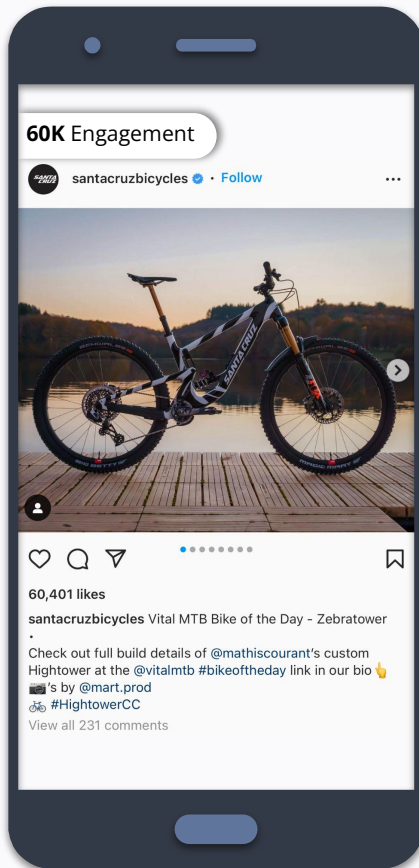 60K Engagement
SANTA CRUZ
santacruzbicycles • Follow
SANTA CRUZ
60,401 likes
santacruzbicycles Vital MTB Bike of the Day - Zebratower
•
Check out full build details of @mathiscourant's custom
Hightower at the @vitalmtb #bikeoftheday link in our bio👆
📷's by @mart.prod
🚲 #HightowerCC
View all 231 comments